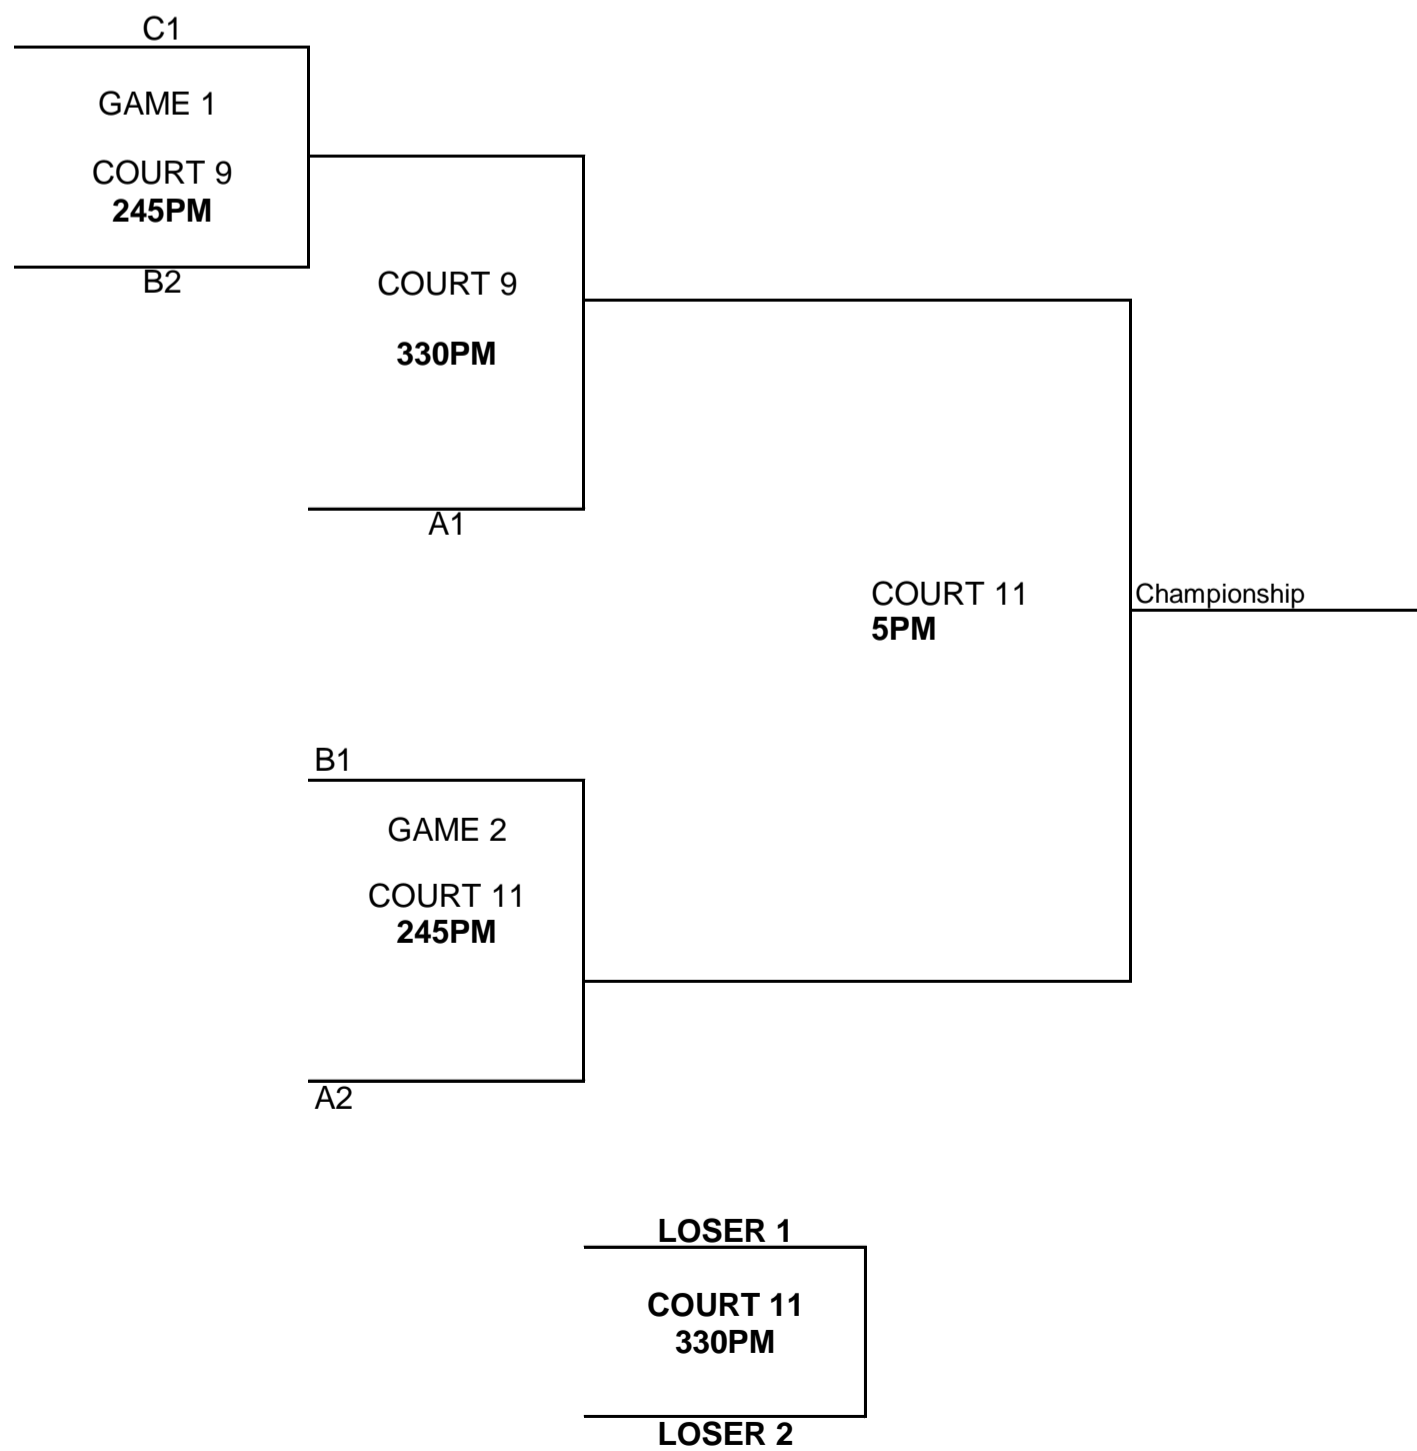 C1
GAME 1
COURT 9
245PM
B2
COURT 9
330PM
A1
COURT 11
5PM
Championship
B1
GAME 2
COURT 11
245PM
A2
LOSER 1
COURT 11
330PM
LOSER 2